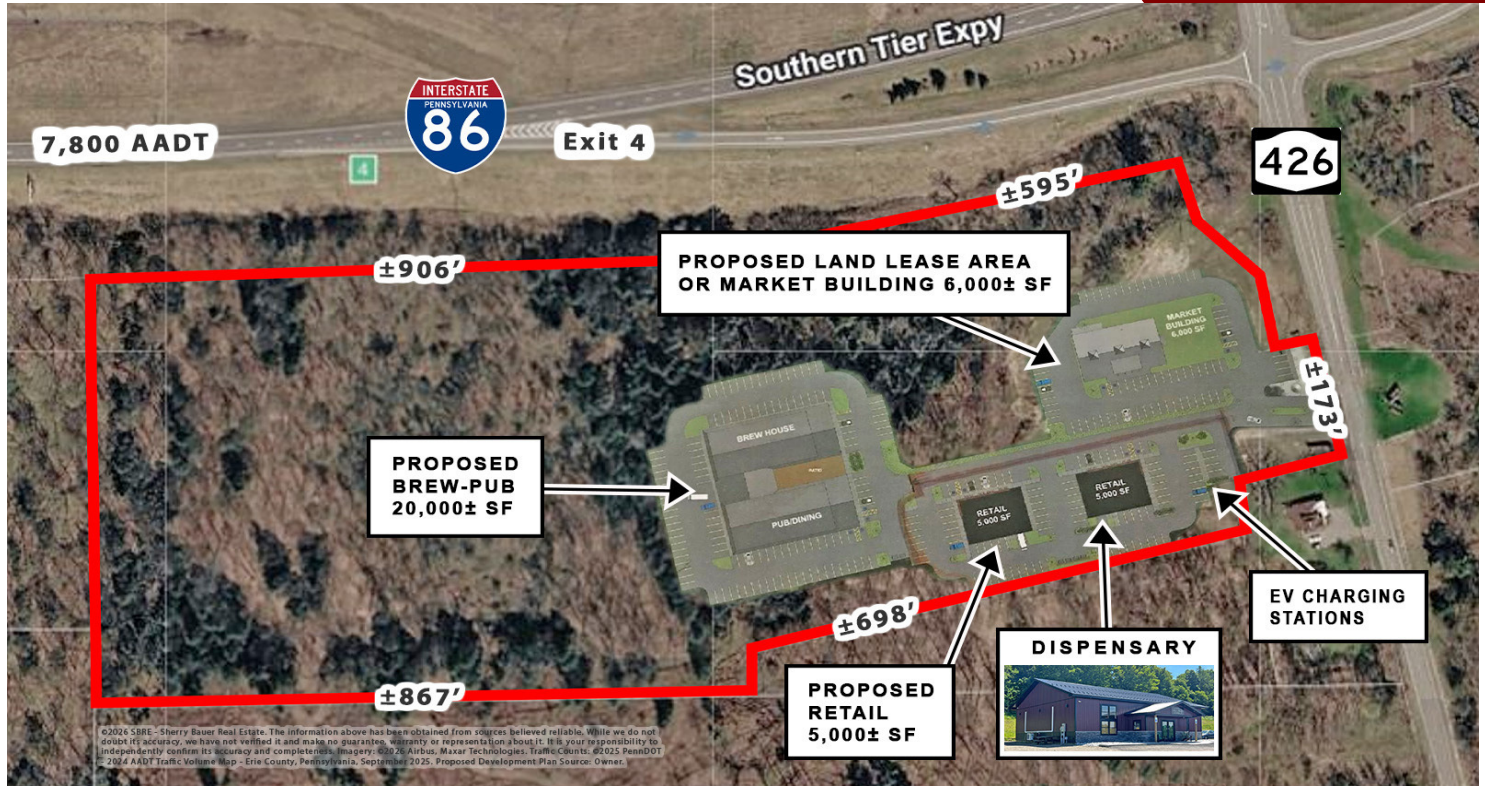 Southern Tier Expy
INTERSTATE
PENNSYLVANIA
86
7,800 AADT
Exit 4
4
426
±595’
±906’
PROPOSED LAND LEASE AREA
OR MARKET BUILDING 6,000± SF
MARKET
BUILDING
6,000 SF
±173’
BREW HOUSE
PATIO
PUB/DINING
PROPOSED
BREW-PUB
20,000± SF
RETAIL
5,000 SF
RETAIL
5,000 SF
EV CHARGING
STATIONS
±698’
DISPENSARY
PROPOSED
RETAIL
5,000± SF
±867’
©2026 SBRE - Sherry Bauer Real Estate. The information above has been obtained from sources believed reliable. While we do not
doubt its accuracy, we have not verified it and make no guarantee, warranty or representation about it. It is your responsibility to
independently confirm its accuracy and completeness. Imagery: ©2026 Airbus, Maxar Technologies. Traffic Counts: ©2025 PennDOT
- 2024 AADT Traffic Volume Map - Erie County, Pennsylvania, September 2025. Proposed Development Plan Source: Owner.